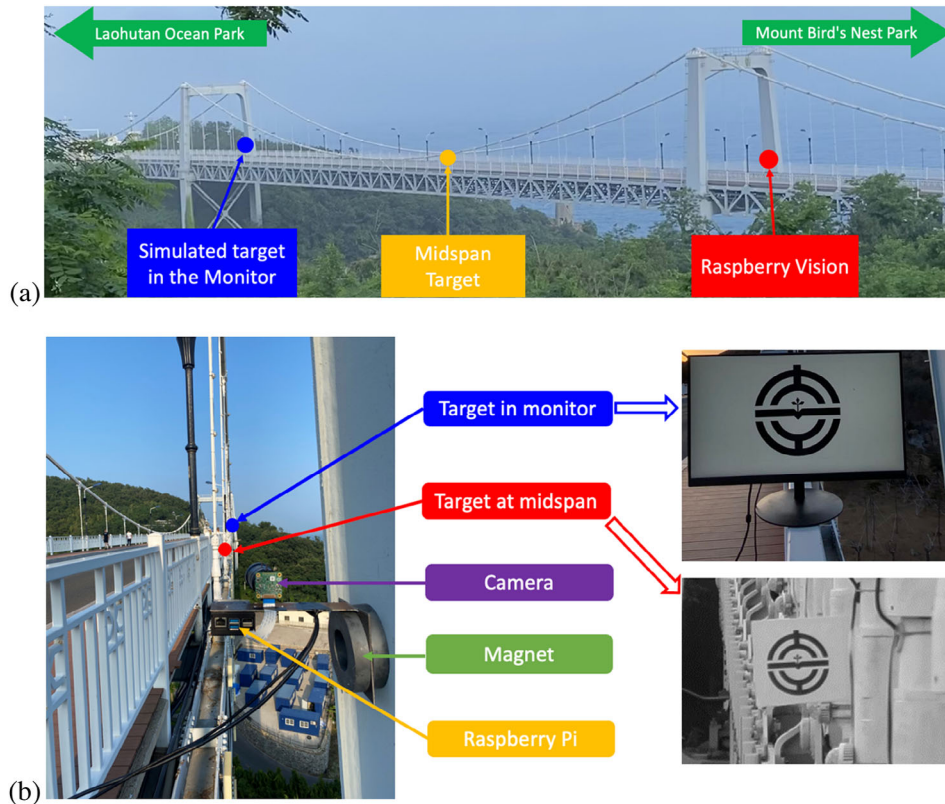 Laohutan Ocean Park
Mount Bird's Nest Park
Simulated target
in the Monitor
Midspan
Target
Raspberry Vision
(a)
Target in monitor
Target at midspan
Camera
Magnet
Raspberry Pi
(b)